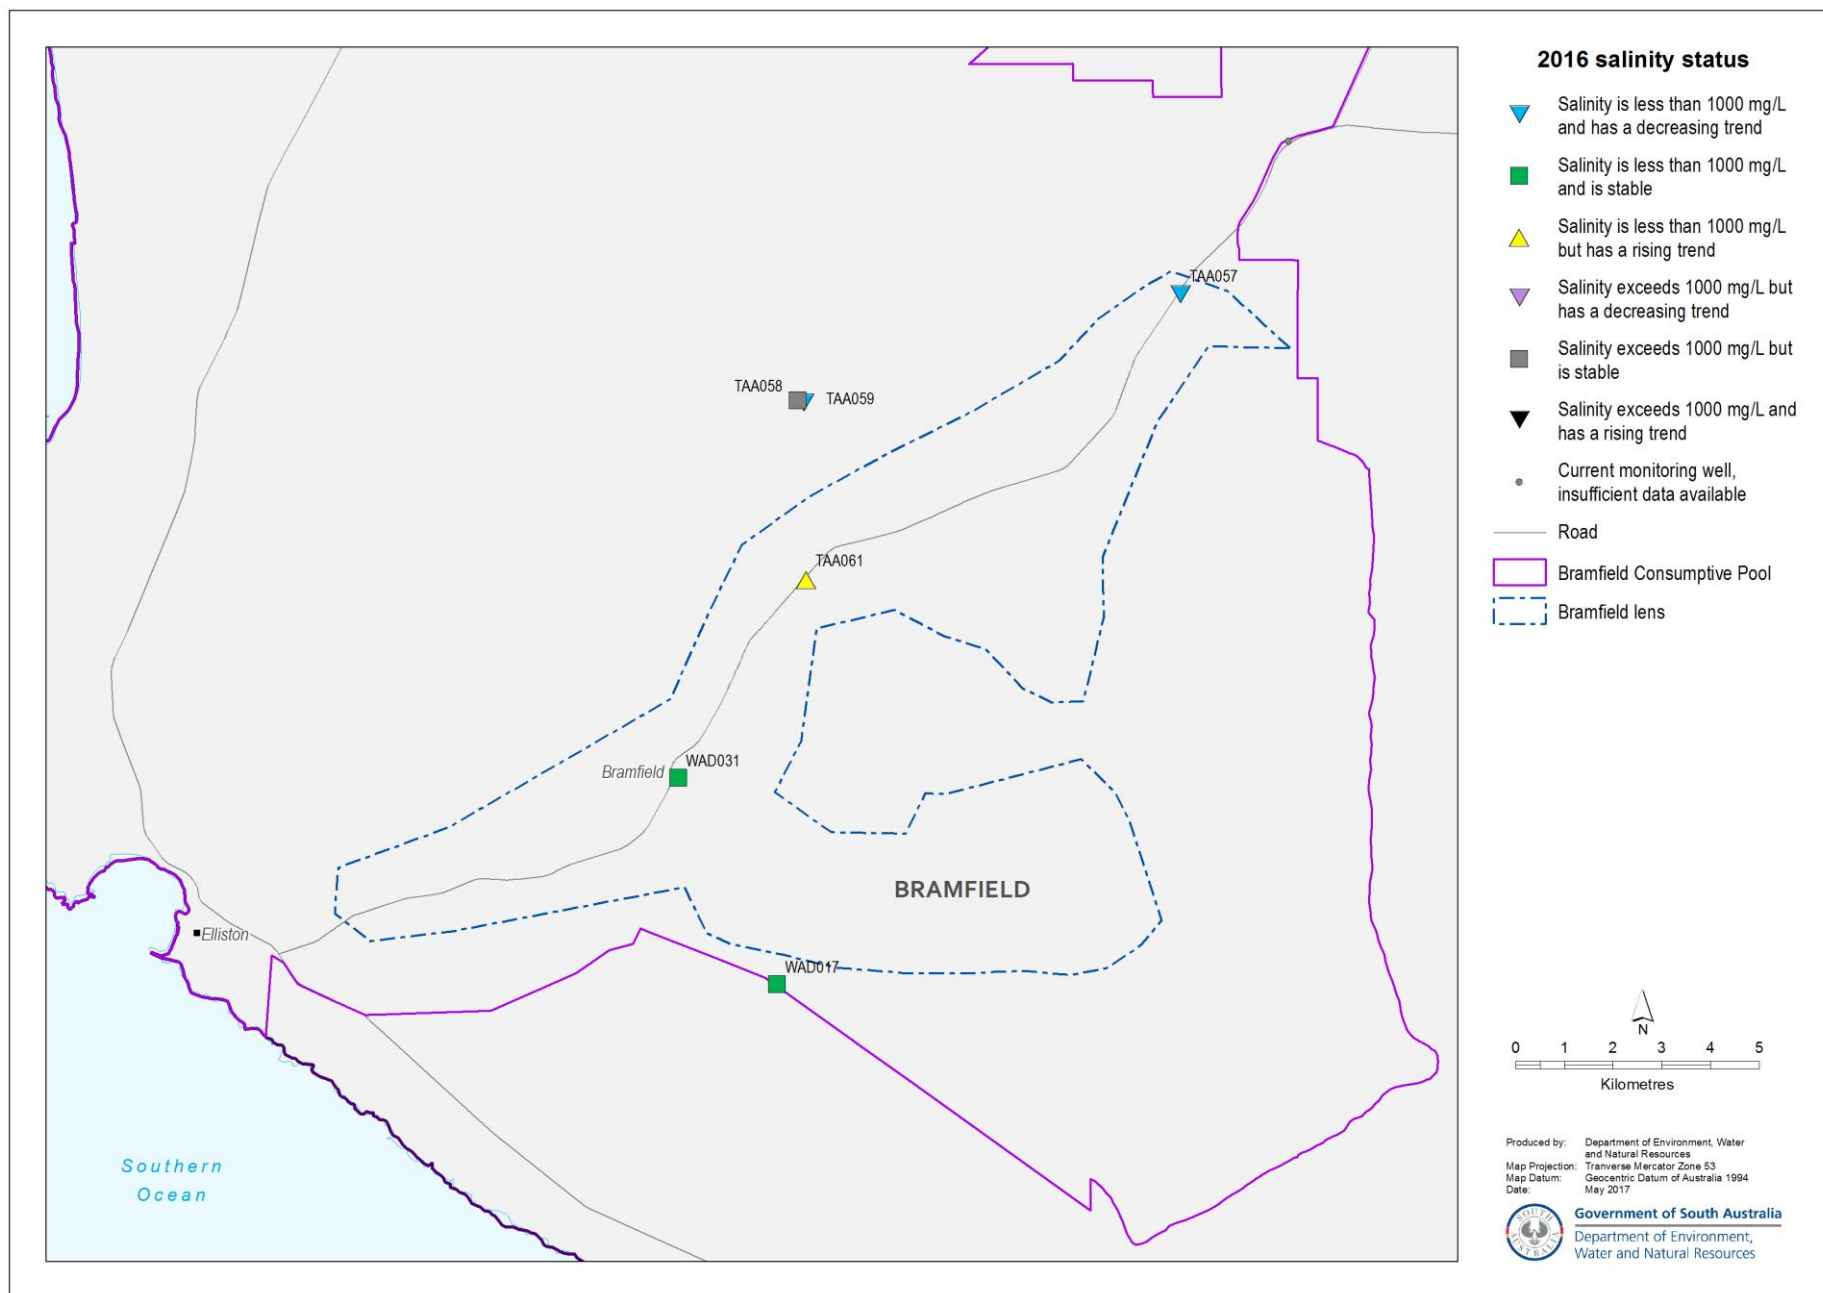 2016 salinity status
Salinity is less than 1000 mg/L
and has a decreasing trend
Salinity is less than 1000 mg/L
and is stable
Salinity is less than 1000 mg/L
but has a rising trend
Salinity exceeds 1000 mg/L but
has a decreasing trend
Salinity exceeds 1000 mg/L but
is stable
Salinity exceeds 1000 mg/L and
has a rising trend
Current monitoring well,
insufficient data available
Road
Bramfield Consumptive Pool
Bramfield lens
TAA057
TAA058
TAA059
TAA061
WAD031
Bramfield
BRAMFIELD
Elliston
WAD017
Southern
Ocean
N
0 1 2 3 4 5
Kilometres
Produced by: Department of Environment, Water
and Natural Resources
Map Projection: Tranverse Mercator Zone 53
Map Datum: Geocentric Datum of Australia 1994
Date: May 2017
SOUTH
AUSTRALIA
Government of South Australia
Department of Environment,
Water and Natural Resources